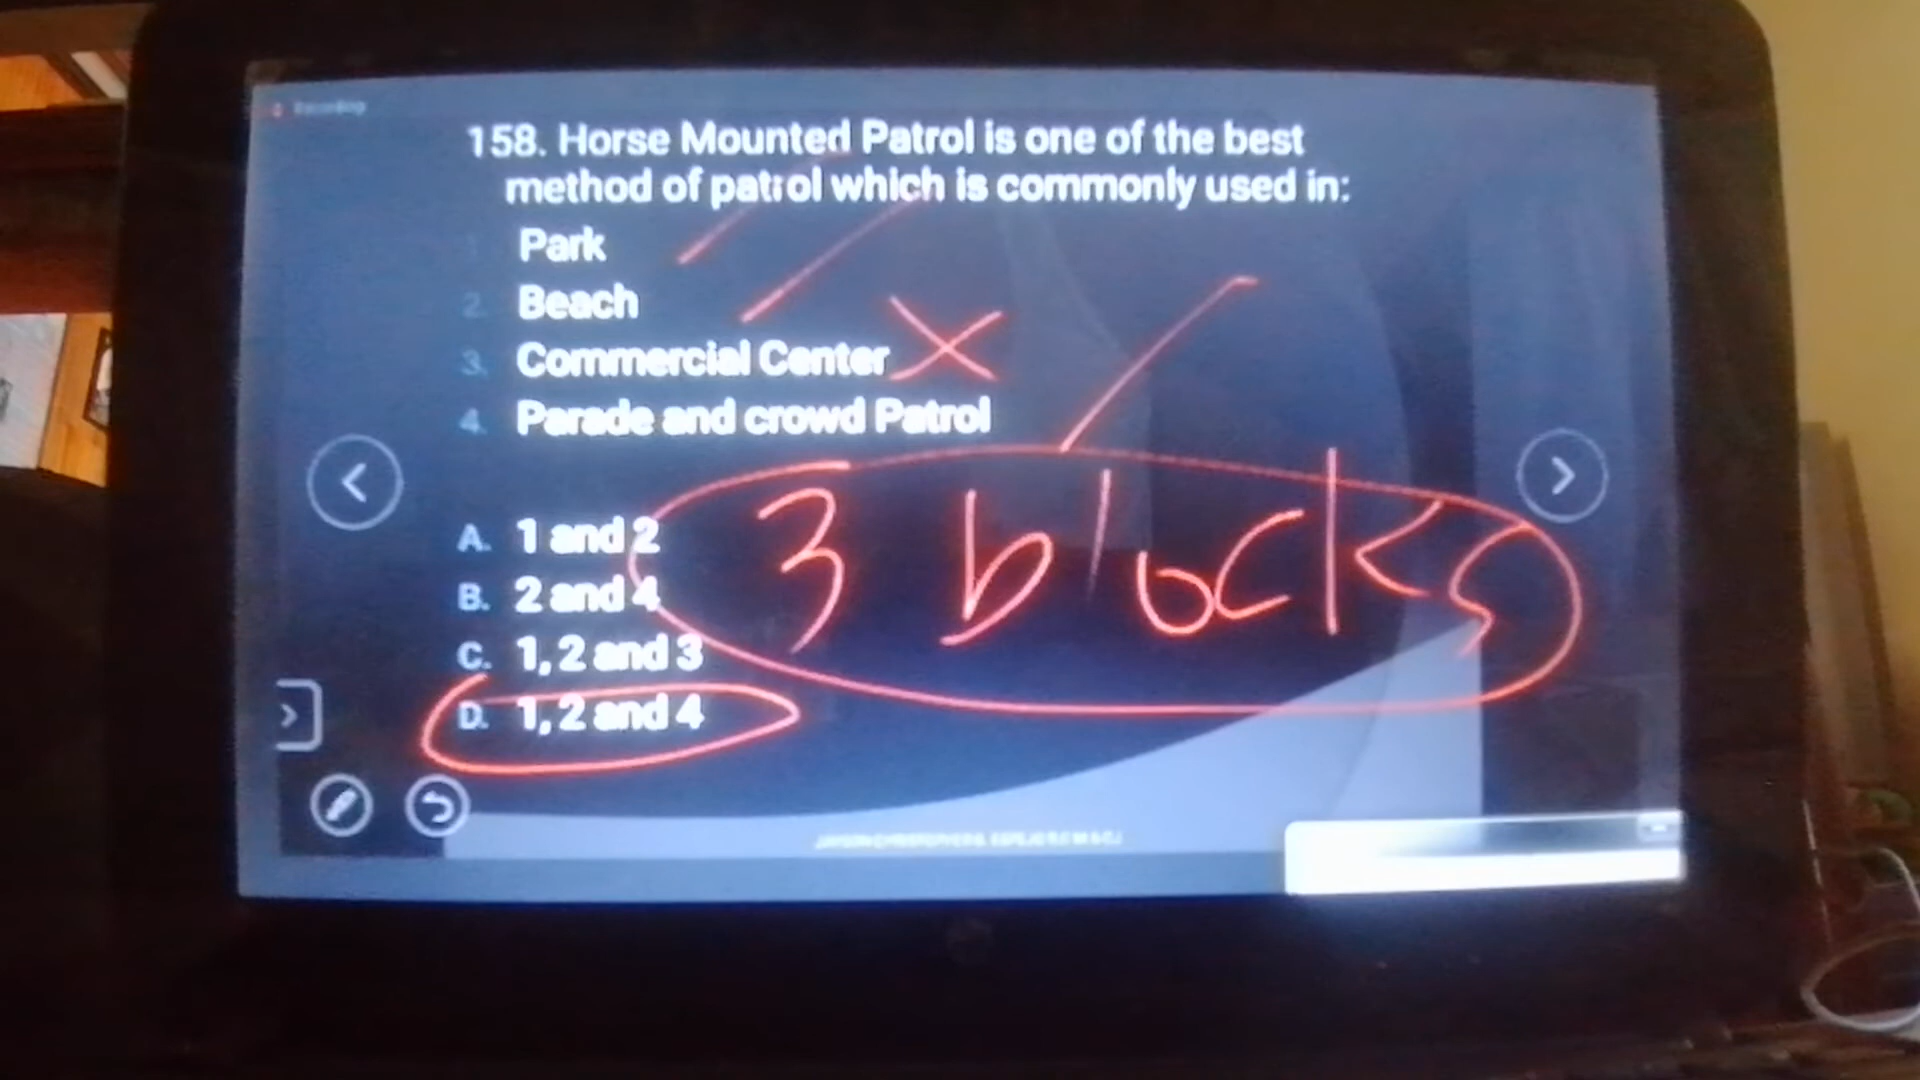 Recording
158. Horse Mounted Patrol is one of the best
method of patrol which is commonly used in:
1. Park
2. Beach
3. Commercial Center
4. Parade and crowd Patrol
3 blocks
A. 1 and 2
B. 2 and 4
C. 1, 2 and 3
D. 1, 2 and 4